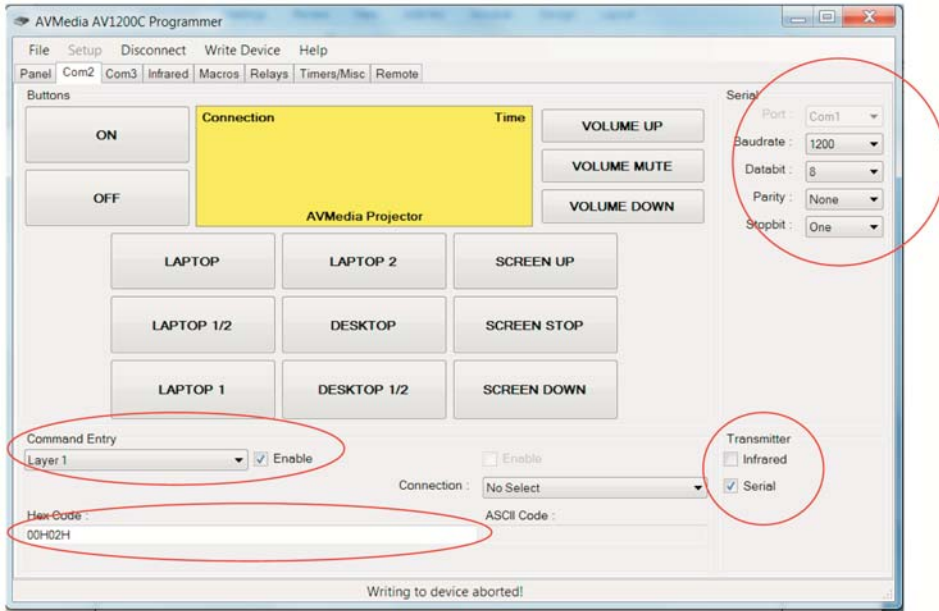 AVMedia AV1200C Programmer
File Setup Disconnect Write Device Help
Panel Com2 Com3 Infrared Macros Relays Timers/Misc Remote
Buttons
ON
OFF
Connection Time
AVMedia Projector
VOLUME UP
VOLUME MUTE
VOLUME DOWN
LAPTOP LAPTOP 2 SCREEN UP
LAPTOP 1/2 DESKTOP SCREEN STOP
LAPTOP 1 DESKTOP 1/2 SCREEN DOWN
Serial
Port : Com1
Baudrate : 1200
Databit : 8
Parity : None
Stopbit : One
Command Entry
Layer 1 Enable
Enable
Connection : No Select
Transmitter
Infrared
Serial
Hex Code :
00H02H
ASCII Code :
Writing to device aborted!